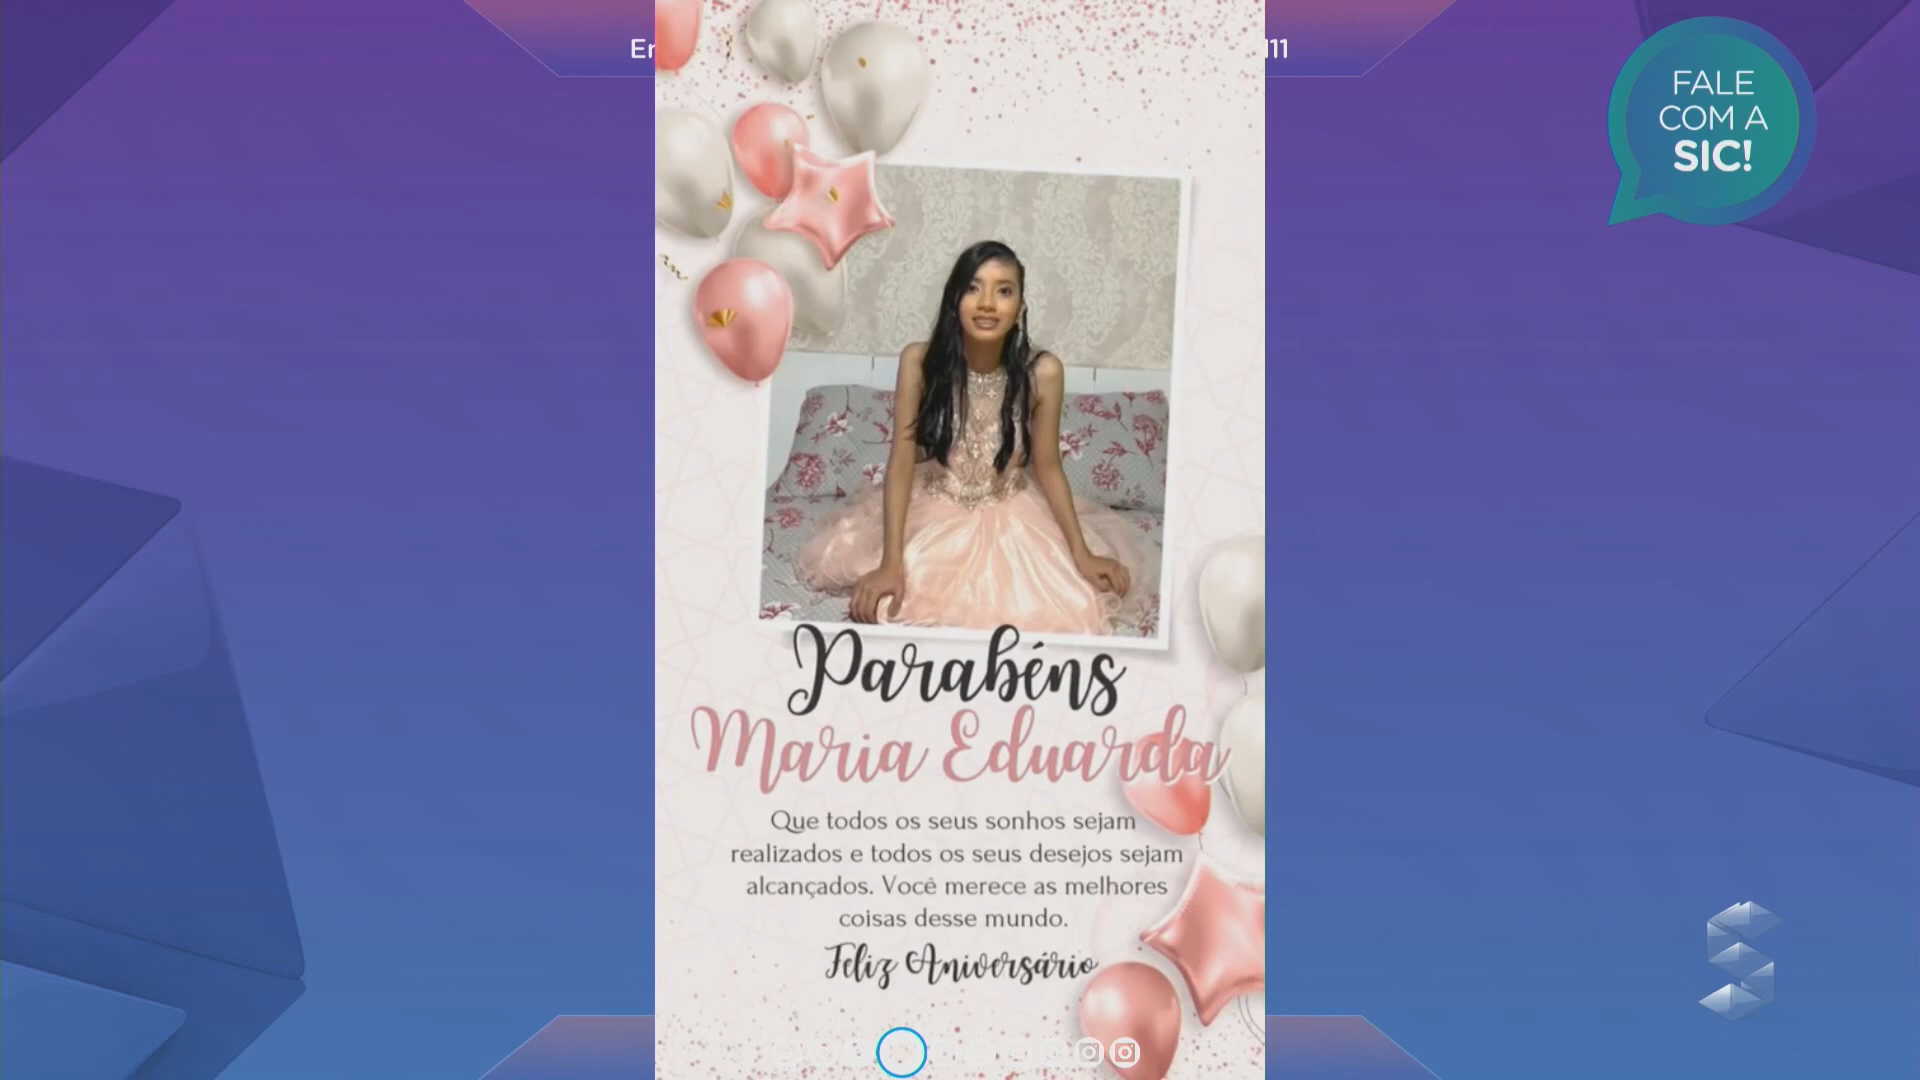 FALE
COM A
SIC!
Parabéns
Maria Eduarda
Que todos os seus sonhos sejam
realizados e todos os seus desejos sejam
alcançados. Você merece as melhores
coisas desse mundo.
Feliz Aniversário